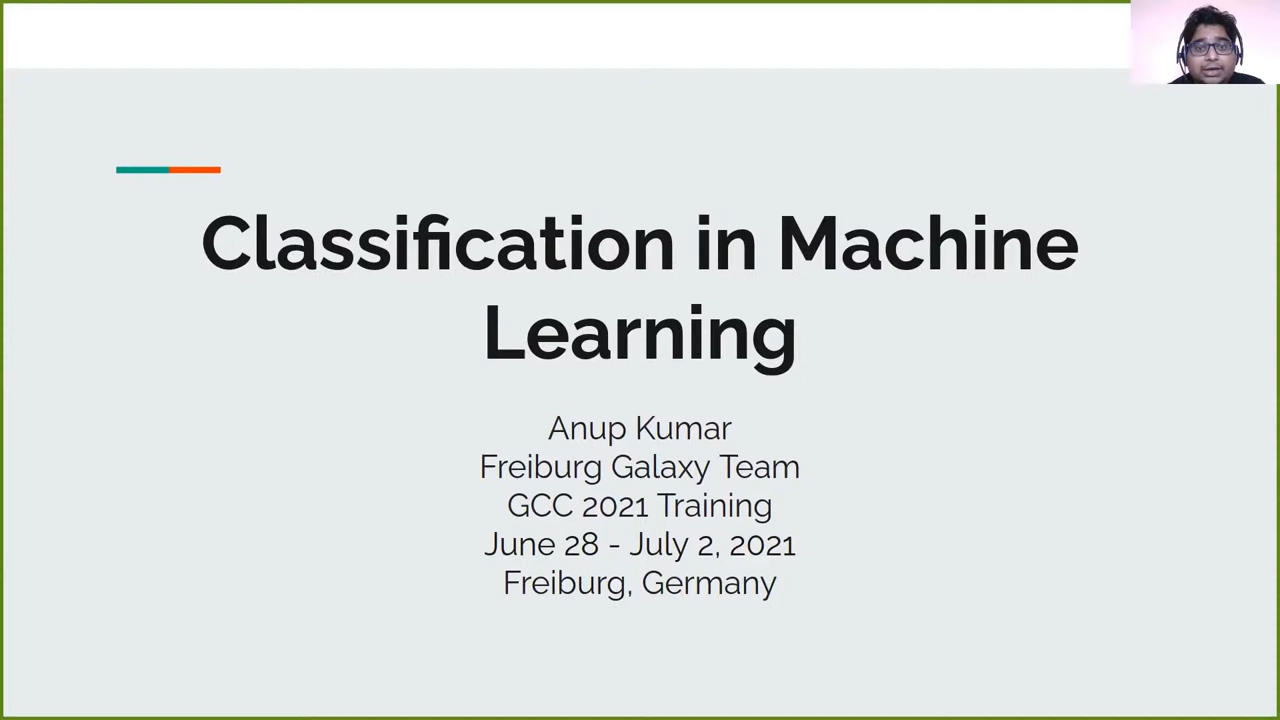 Classification in Machine
Learning
Anup Kumar
Freiburg Galaxy Team
GCC 2021 Training
June 28 - July 2, 2021
Freiburg, Germany